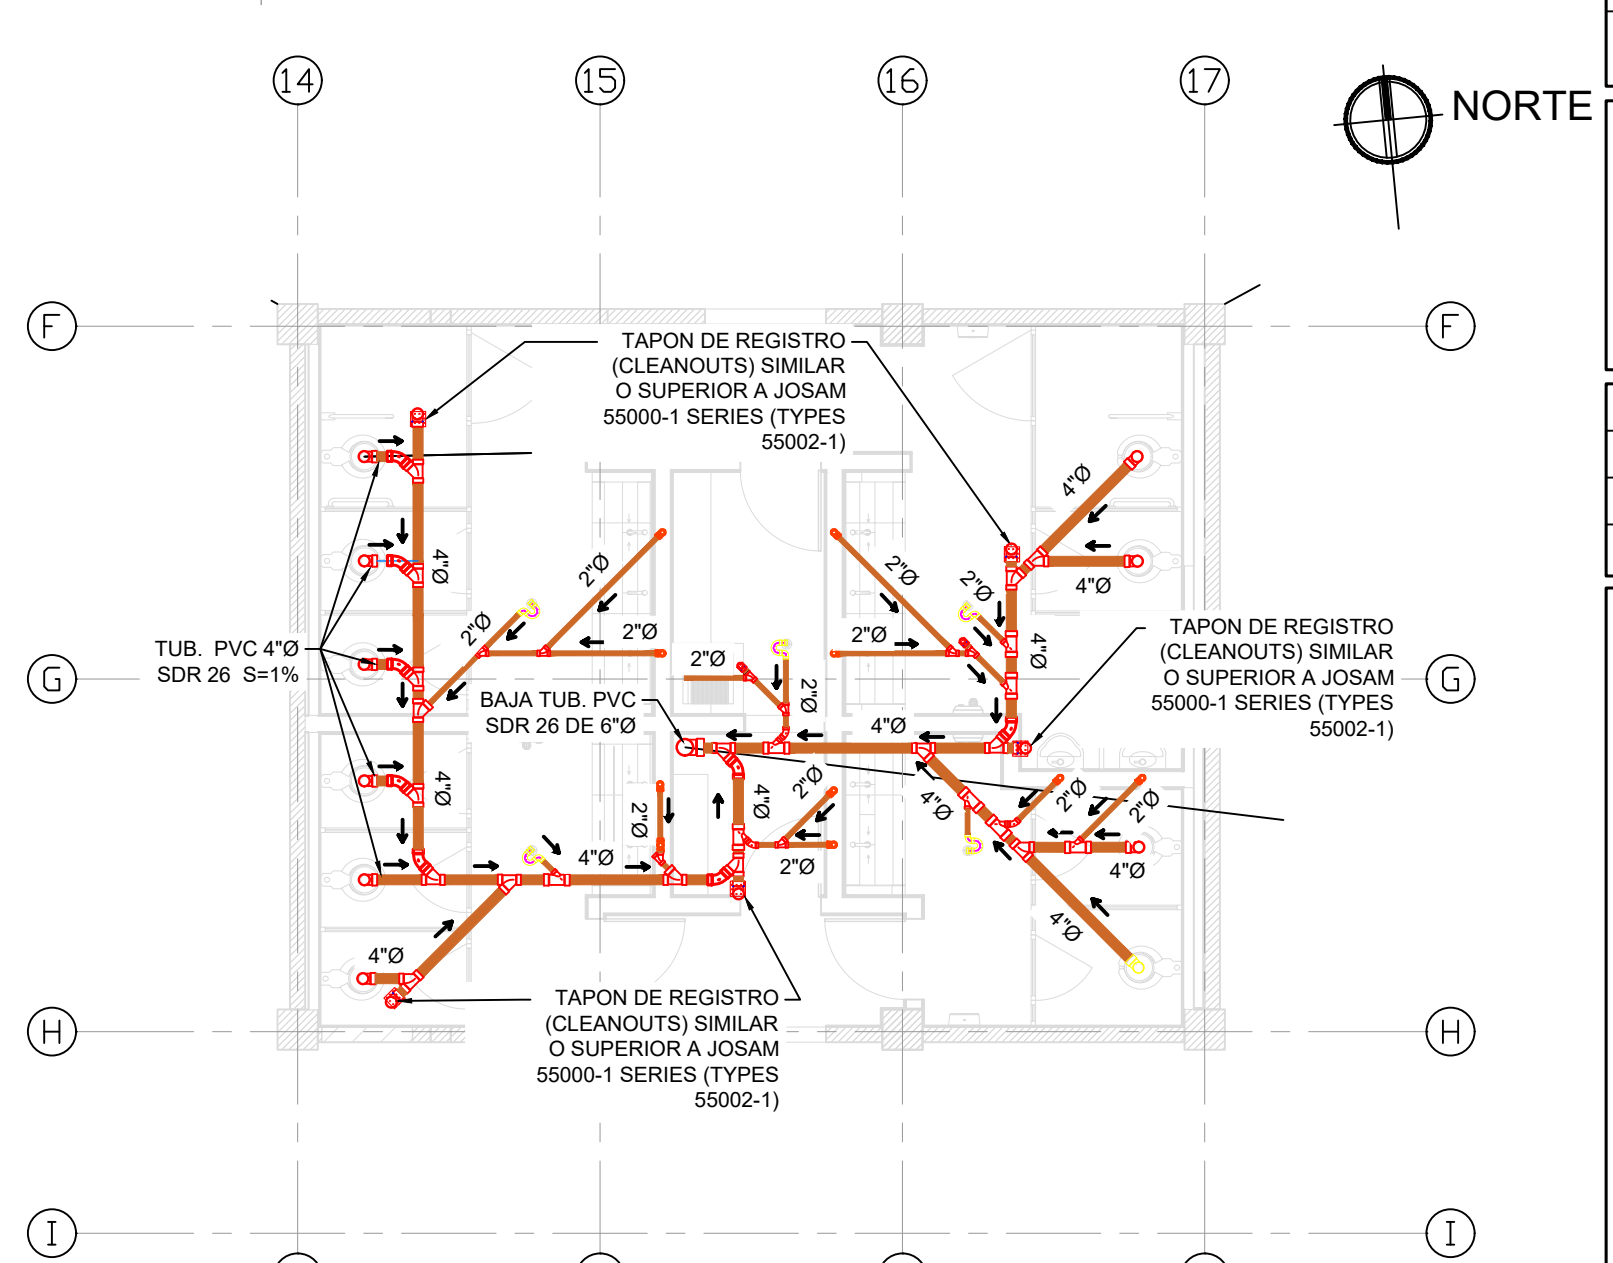 14
15
16
17
NORTE
F
TAPON DE REGISTRO
(CLEANOUTS) SIMILAR
O SUPERIOR A JOSAM
55000-1 SERIES (TYPES
55002-1)
F
4"Ø
4"Ø
4"Ø
2"Ø
2"Ø
2"Ø
2"Ø
2"Ø
2"Ø
4"Ø
TUB. PVC 4"Ø
SDR 26 S=1%
TAPON DE REGISTRO
(CLEANOUTS) SIMILAR
O SUPERIOR A JOSAM
55000-1 SERIES (TYPES
55002-1)
G
2"Ø
2"Ø
G
BAJA TUB. PVC
SDR 26 DE 6"Ø
4"Ø
4"Ø
2"Ø
4"Ø
2"Ø
4"Ø
2"Ø
2"Ø
4"Ø
2"Ø
4"Ø
4"Ø
4"Ø
TAPON DE REGISTRO
(CLEANOUTS) SIMILAR
O SUPERIOR A JOSAM
55000-1 SERIES (TYPES
55002-1)
H
H
I
I